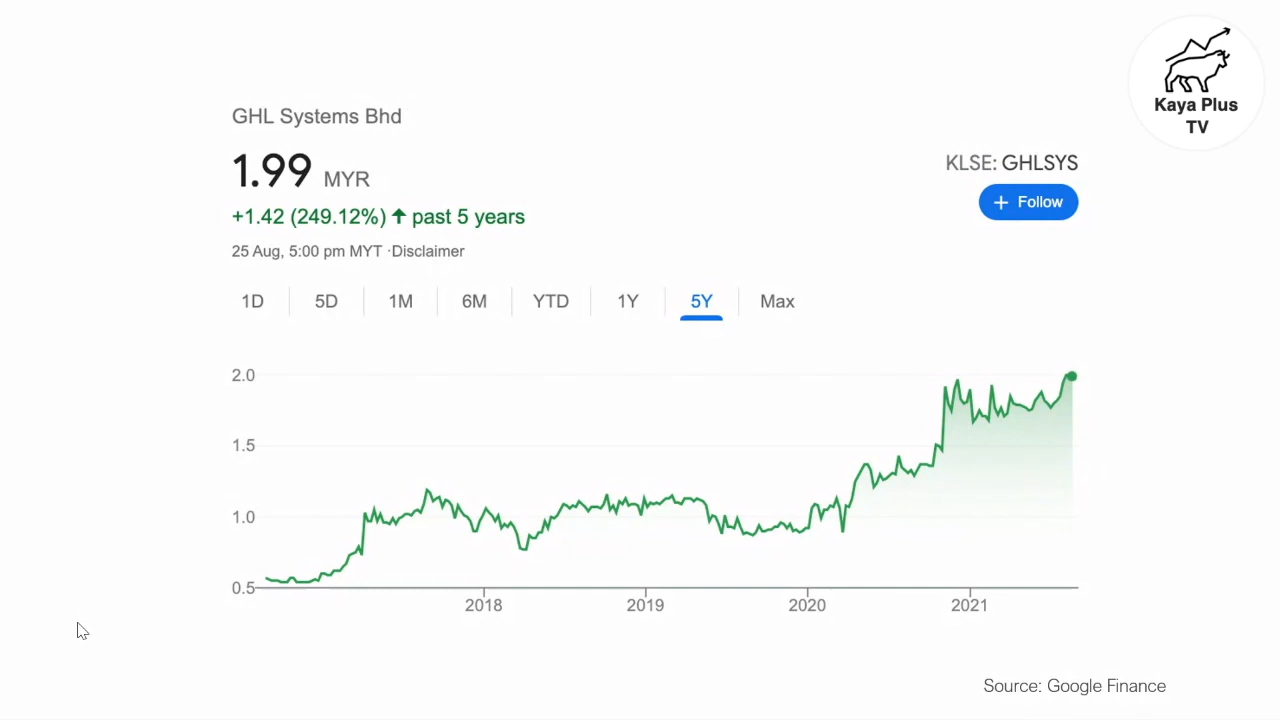 Kaya Plus
TV
GHL Systems Bhd
1.99 MYR
KLSE: GHLSYS
+ Follow
+1.42 (249.12%) ↑ past 5 years
25 Aug, 5:00 pm MYT ·Disclaimer
1D 5D 1M 6M YTD 1Y 5Y Max
2.0
1.5
1.0
0.5
2018 2019 2020 2021
Source: Google Finance